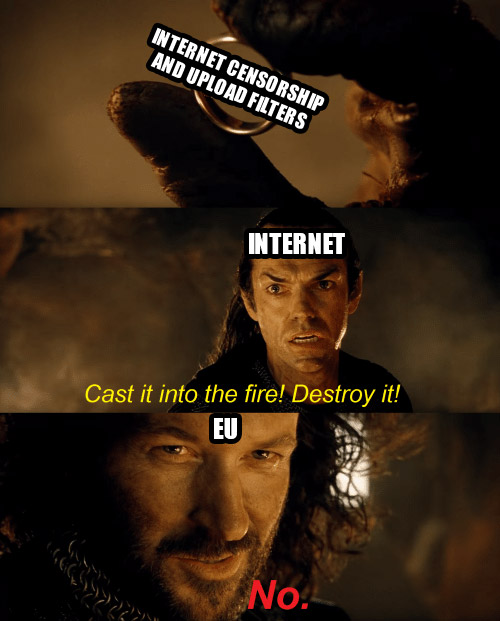 INTERNET CENSORSHIP
AND UPLOAD FILTERS
INTERNET
Cast it into the fire! Destroy it!
EU
No.